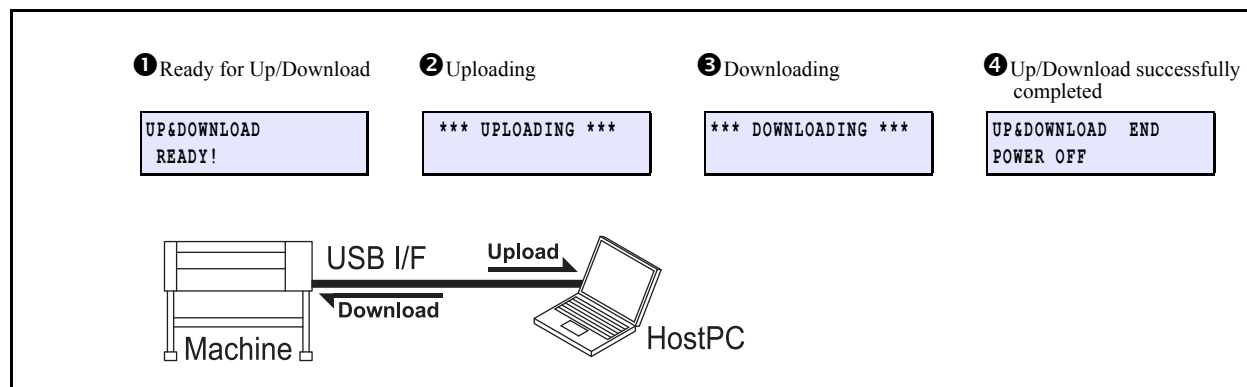 ❶Ready for Up/Download
❷Uploading
❸Downloading
❹Up/Download successfully
completed
UP&DOWNLOAD
READY!
*** UPLOADING ***
*** DOWNLOADING ***
UP&DOWNLOAD END
POWER OFF
USB I/F
Upload
Download
Machine
HostPC